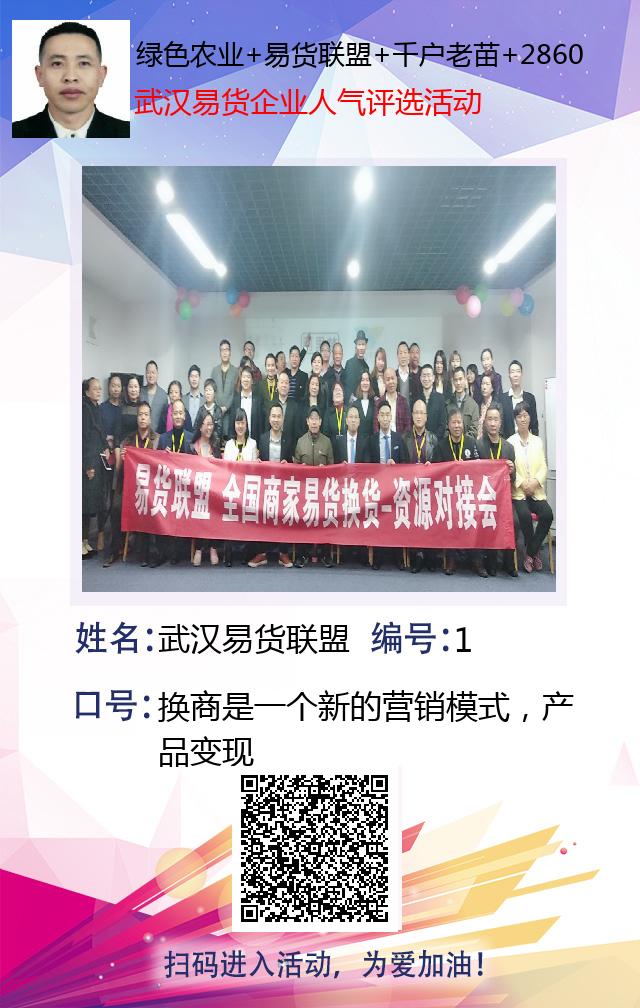 绿色农业+易货联盟+千户老苗+2860
武汉易货企业人气评选活动
易货联盟 全国商家易货换货-资源对接会
姓名:武汉易货联盟 编号:1
口号:换商是一个新的营销模式，产
品变现
扫码进入活动，为爱加油!